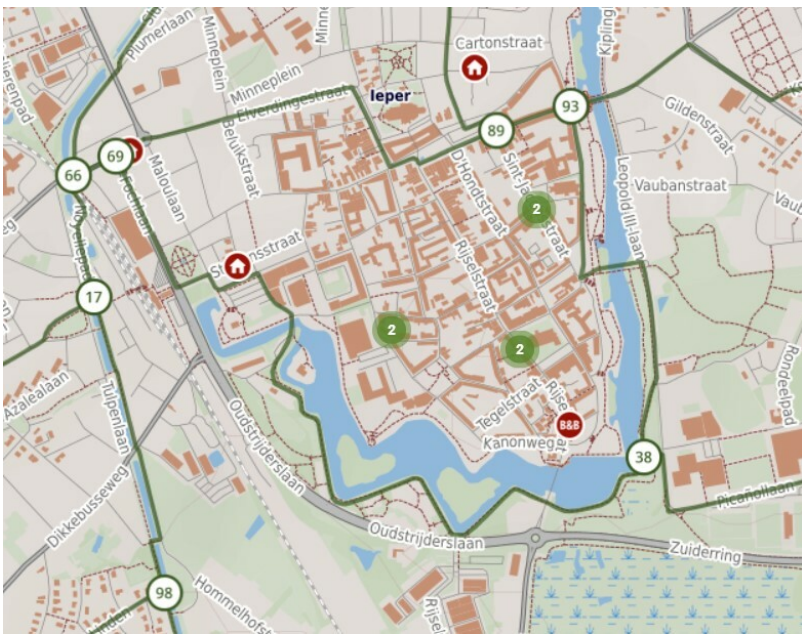 Plumerlaan
Minneplein
Cartonstraat
Kipling
Minneplein
Elverdingestraat
Ieper
93
89
Gildenstraat
69
66
Maloulaan
Beluikstraat
D'Hondtstraat
Leopold III-laan
Vaubanstraat
2
Rijselstraat
17
2
2
Azalealaan
Tulpenlaan
Oudstrijderslaan
Tegelstraat
B&B
Kanonweg
Rondeelpad
38
Dikkebusseweg
Picanollaan
Oudstrijderslaan
Zuiderring
98